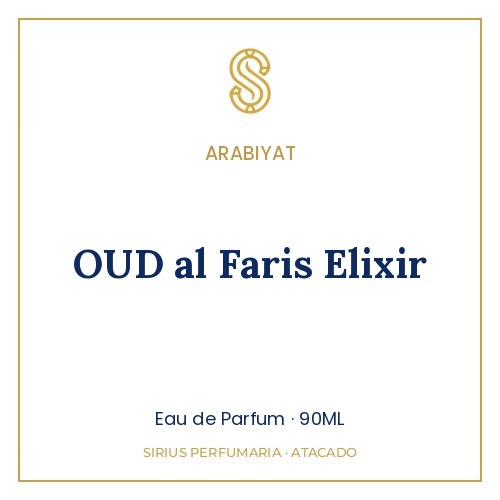 ARABIYAT
OUD al Faris Elixir
Eau de Parfum · 90ML
SIRIUS PERFUMARIA · ATACADO